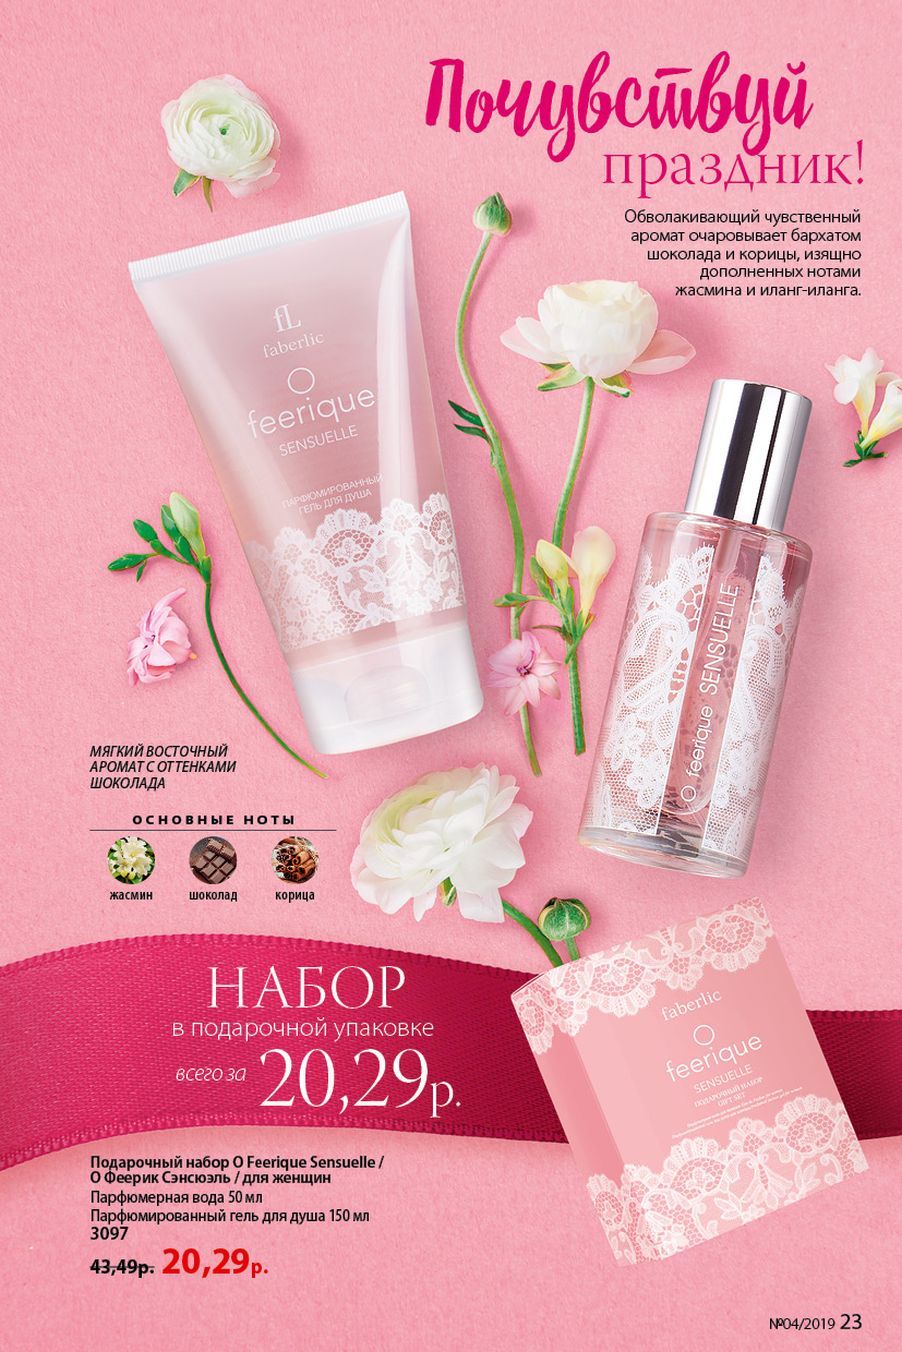 Почувствуй
праздник!
Обволакивающий чувственный
аромат очаровывает бархатом
шоколада и корицы, изящно
дополненных нотами
жасмина и иланг-иланга.
fL
faberlic
O
feerique
SENSUELLE
ПАРФЮМИРОВАННЫЙ
ГЕЛЬ ДЛЯ ДУША
O feerique SENSUELLE
МЯГКИЙ ВОСТОЧНЫЙ
АРОМАТ С ОТТЕНКАМИ
ШОКОЛАДА
ОСНОВНЫЕ НОТЫ
жасмин шоколад корица
НАБОР
в подарочной упаковке
всего за 20,29р.
faberlic
O
feerique
SENSUELLE
ПОДАРОЧНЫЙ НАБОР
GIFT SET
Подарочный набор O Feerique Sensuelle /
О Феерик Сэнсюэль / для женщин
Парфюмерная вода 50 мл
Парфюмированный гель для душа 150 мл
3097
43,49р. 20,29р.
№04/2019 23